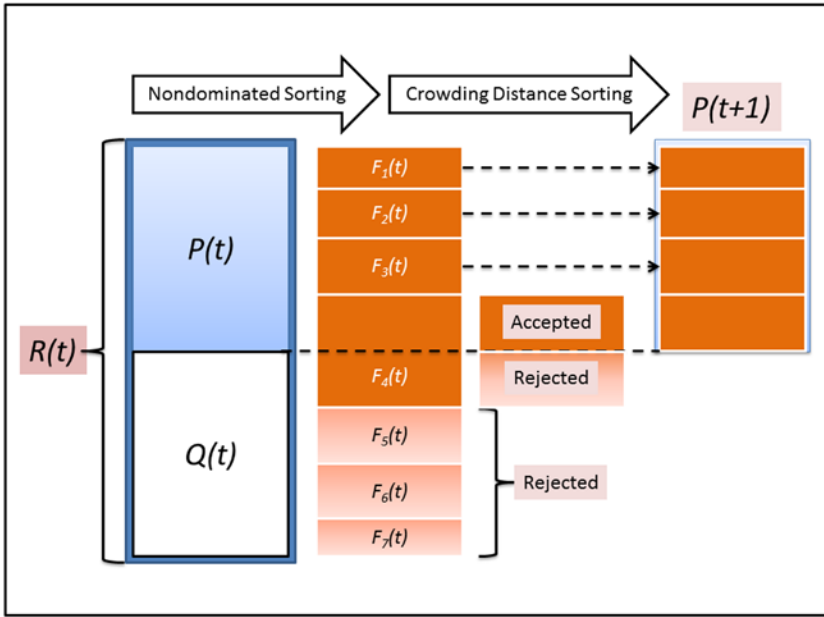 Nondominated Sorting
Crowding Distance Sorting
P(t+1)
R(t)
P(t)
Q(t)
F1(t)
F2(t)
F3(t)
F4(t)
F5(t)
F6(t)
F7(t)
Accepted
Rejected
Rejected